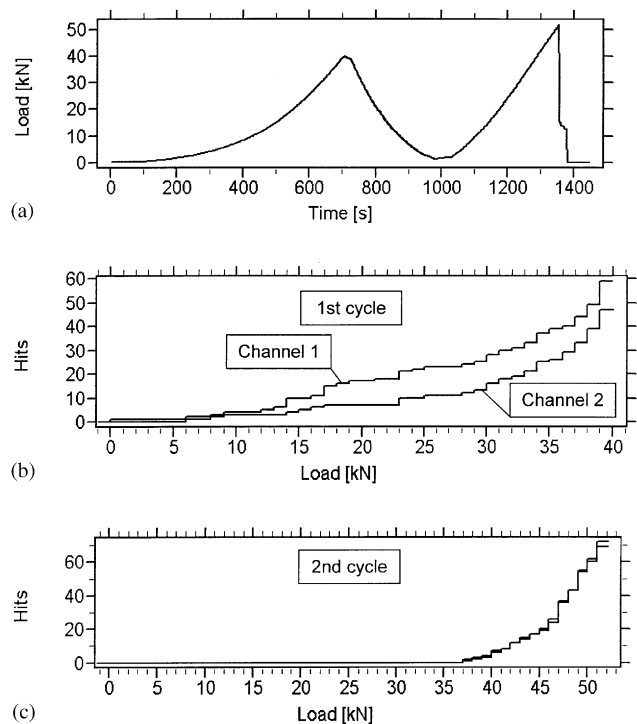 Load [kN]
50
40
30
20
10
0
0 200 400 600 800 1000 1200 1400
Time [s]
(a)
Hits
60
50
40
30
20
10
0
1st cycle
Channel 1
Channel 2
0 5 10 15 20 25 30 35 40
Load [kN]
(b)
Hits
60
40
20
0
2nd cycle
0 5 10 15 20 25 30 35 40 45 50
Load [kN]
(c)